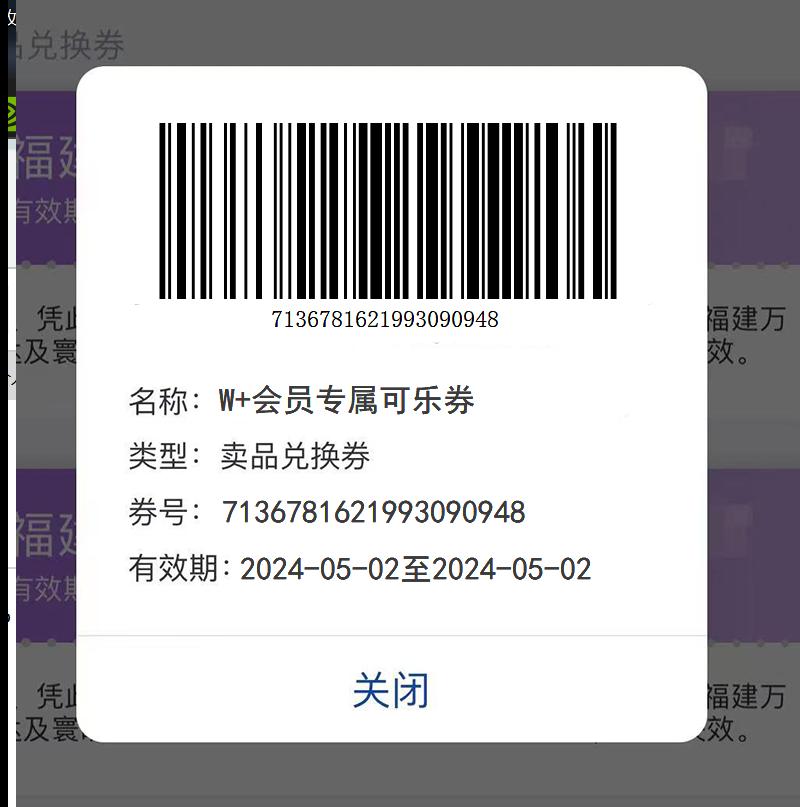 品兑换券
福建
有效期
7136781621993090948
名称：W+会员专属可乐券
类型：卖品兑换券
券号：7136781621993090948
有效期：2024-05-02至2024-05-02
关闭
凭此
福建万
及寰
效。
福建
有效期
凭此
福建万
及寰
效。